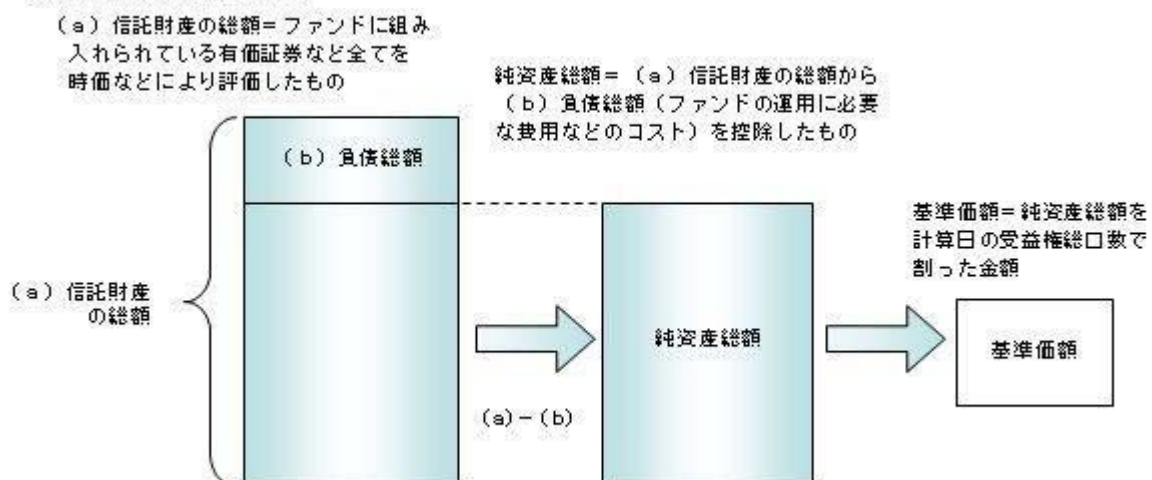 （a）信託財産の総額＝ファンドに組み
入れられている有価証券など全てを
時価などにより評価したもの
純資産総額＝（a）信託財産の総額から
（b）負債総額（ファンドの運用に必要
な費用などのコスト）を控除したもの
（b）負債総額
基準価額＝純資産総額を
計算日の受益権総口数で
割った金額
（a）信託財産
の総額
純資産総額
基準価額
（a）－（b）